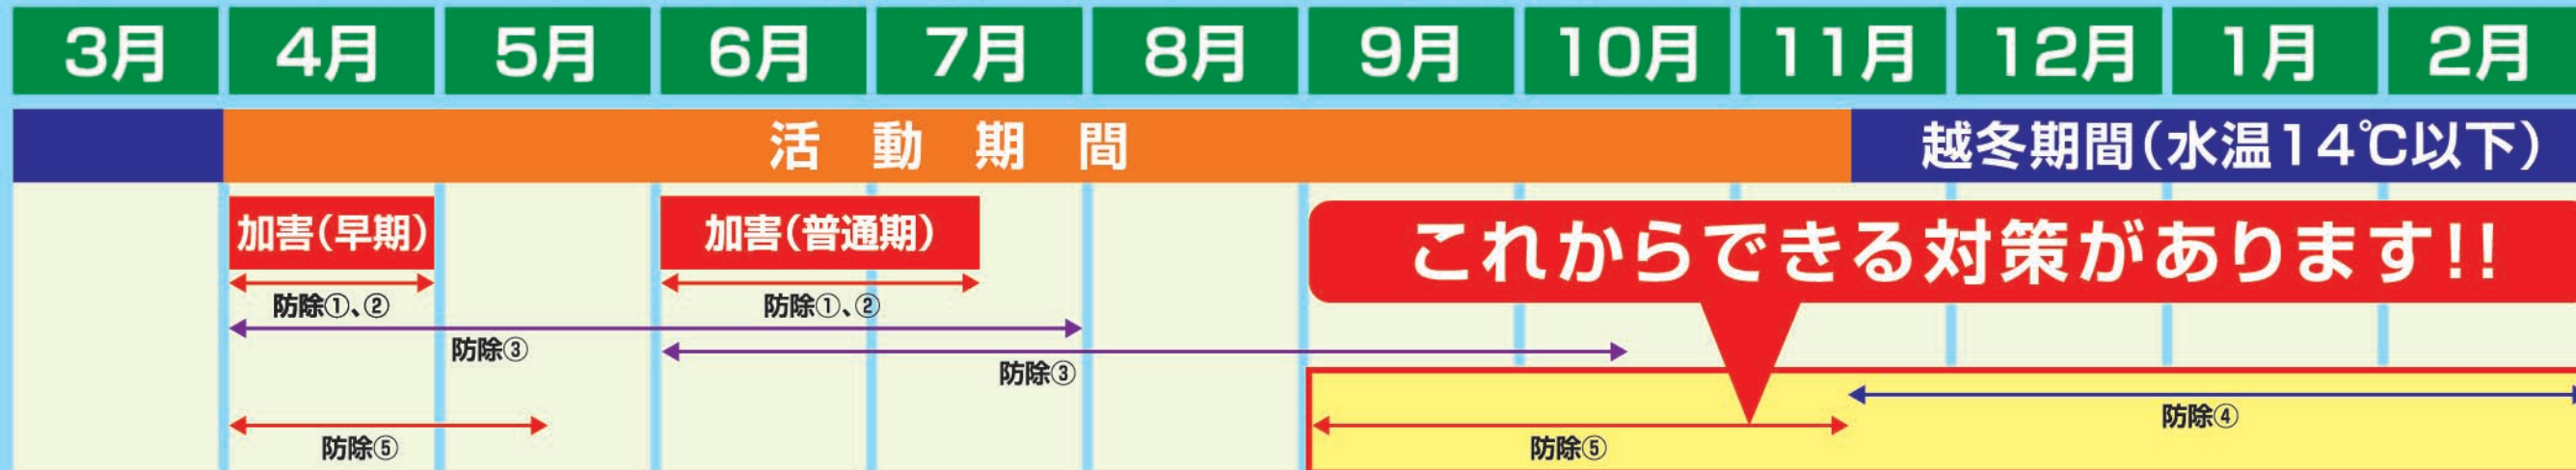 3月 4月 5月 6月 7月 8月 9月 10月 11月 12月 1月 2月
活動期間 越冬期間(水温14℃以下)
加害(早期) 加害(普通期) これからできる対策があります!!
防除①、② 防除①、②
防除③
防除③
防除④
防除⑤ 防除⑤